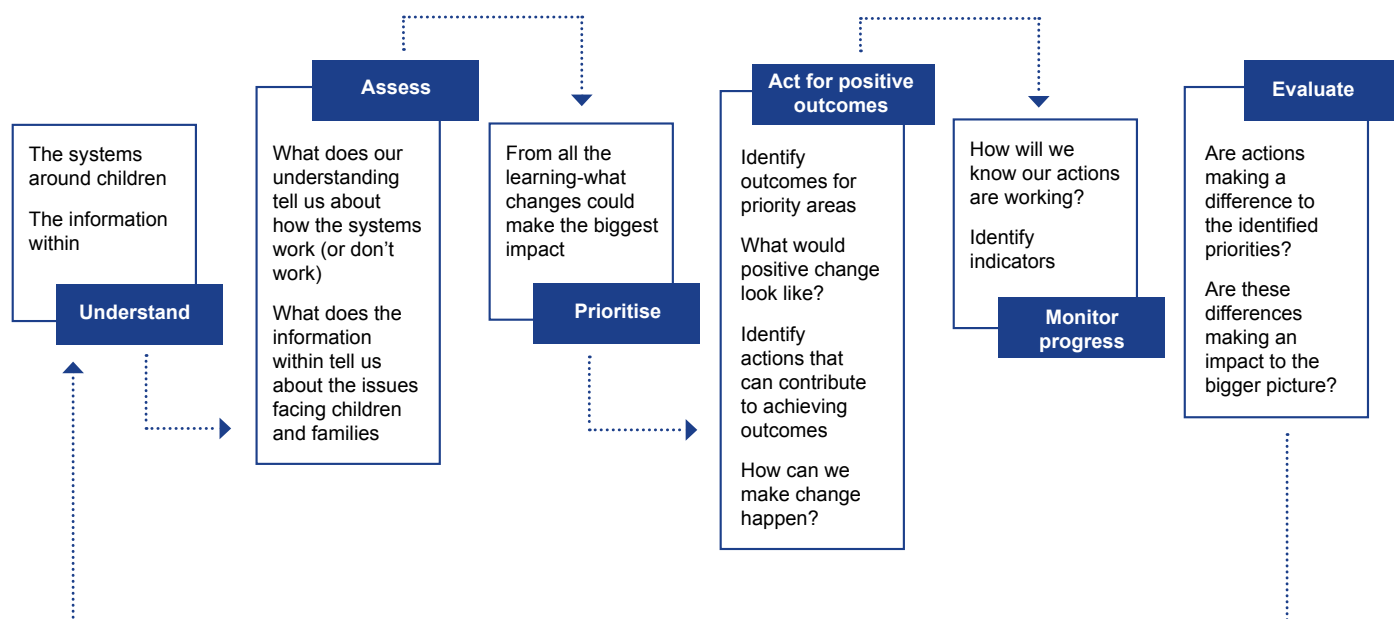 The systems
around children
The information
within
Understand
Assess
What does our
understanding
tell us about
how the systems
work (or don’t
work)
What does the
information
within tell us
about the issues
facing children
and families
From all the
learning-what
changes could
make the biggest
impact
Prioritise
Act for positive
outcomes
Identify
outcomes for
priority areas
What would
positive change
look like?
Identify
actions that
can contribute
to achieving
outcomes
How can we
make change
happen?
How will we
know our actions
are working?
Identify
indicators
Monitor
progress
Evaluate
Are actions
making a
difference to
the identified
priorities?
Are these
differences
making an
impact to the
bigger picture?